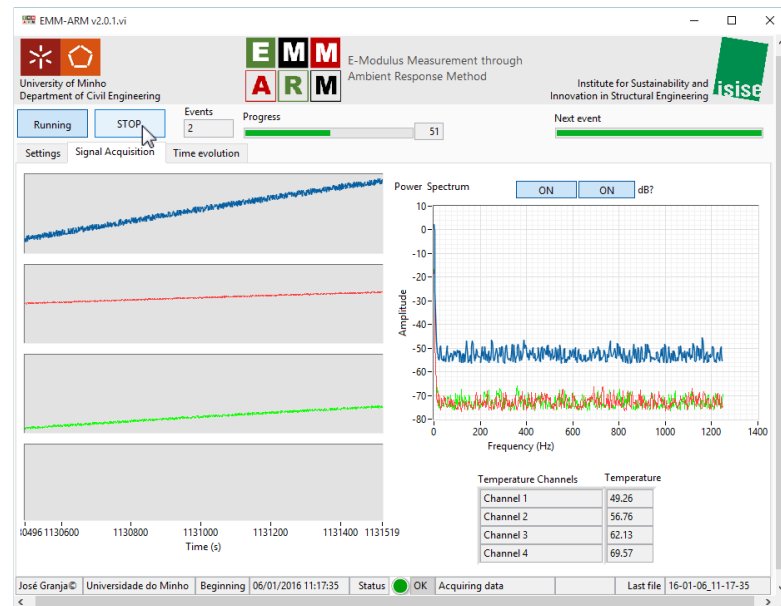 EMM-ARM v2.0.1.vi
University of Minho
Department of Civil Engineering
E M M
A R M
E-Modulus Measurement through
Ambient Response Method
Institute for Sustainability and
Innovation in Structural Engineering
isise
Running
STOP
Events
2
Progress
51
Next event
Settings
Signal Acquisition
Time evolution
Power Spectrum
ON
ON
dB?
10
0
-10
-20
-30
-40
-50
-60
-70
-80
Amplitude
0 200 400 600 800 1000 1200 1400
Frequency (Hz)
Temperature Channels Temperature
Channel 1 49.26
Channel 2 56.76
Channel 3 62.13
Channel 4 69.57
1130600 1130800 1131000 1131200 1131400 1131519
Time (s)
José Granja© Universidade do Minho Beginning 06/01/2016 11:17:35 Status OK Acquiring data Last file 16-01-06_11-17-35